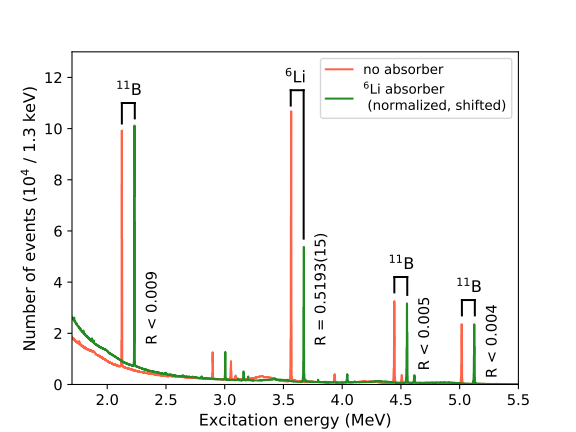 no absorber
⁶Li absorber
(normalized, shifted)
¹¹B
⁶Li
¹¹B
¹¹B
R < 0.009
R = 0.5193(15)
R < 0.005
R < 0.004
Number of events (10⁴ / 1.3 keV)
12
10
8
6
4
2
0
2.0 2.5 3.0 3.5 4.0 4.5 5.0 5.5
Excitation energy (MeV)